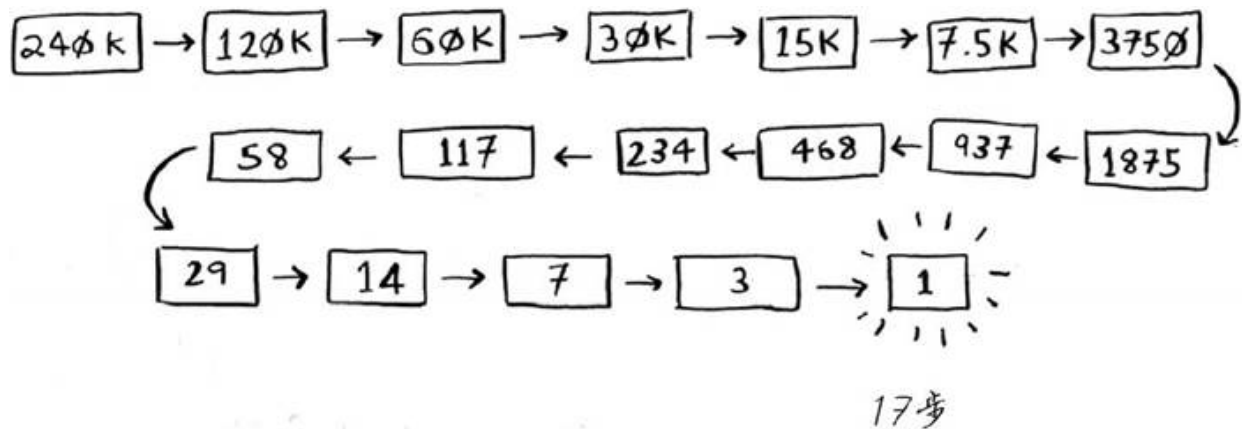 240K → 120K → 60K → 30K → 15K → 7.5K → 3750
1875 → 937 → 468 → 234 → 117 → 58
29 → 14 → 7 → 3 → 1
17步